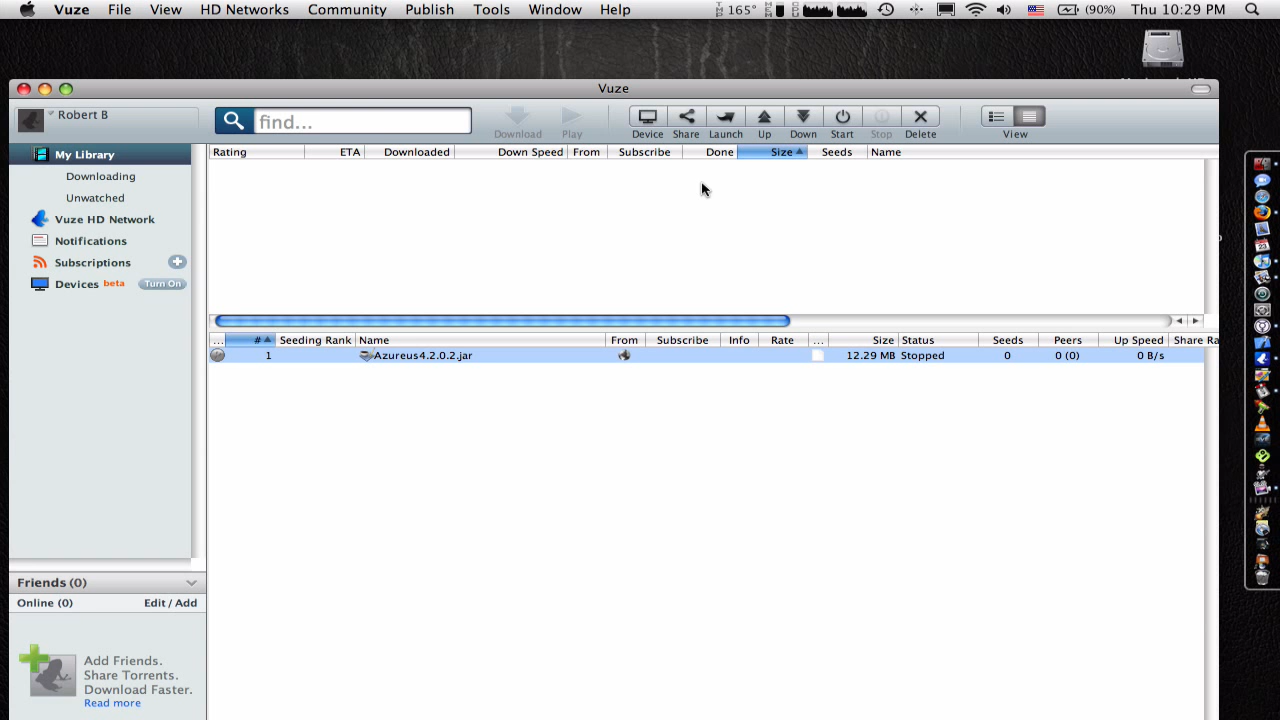 Vuze File View HD Networks Community Publish Tools Window Help 165° (90%) Thu 10:29 PM
Vuze
Robert B
find...
Download Play Device Share Launch Up Down Start Stop Delete View
My Library
Downloading
Unwatched
Vuze HD Network
Notifications
Subscriptions
Devices beta Turn On
Rating ETA Downloaded Down Speed From Subscribe Done Size Seeds Name
... # Seeding Rank Name From Subscribe Info Rate ... Size Status Seeds Peers Up Speed Share Ra
1 Azureus4.2.0.2.jar 12.29 MB Stopped 0 0 (0) 0 B/s
Friends (0)
Online (0) Edit / Add
Add Friends.
Share Torrents.
Download Faster.
Read more